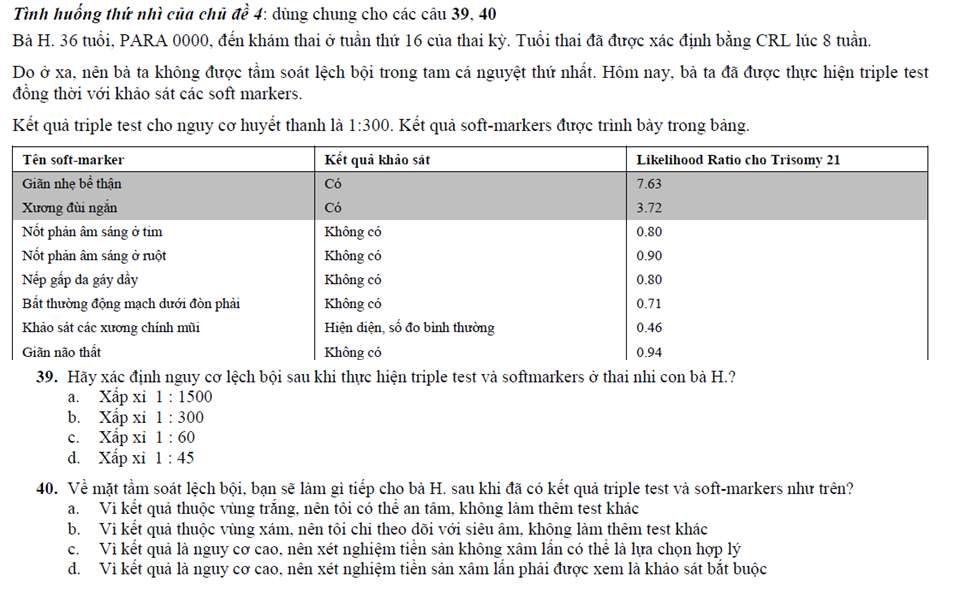 Tình huống thứ nhì của chủ đề 4: dùng chung cho các câu 39, 40
Bà H. 36 tuổi, PARA 0000, đến khám thai ở tuần thứ 16 của thai kỳ. Tuổi thai đã được xác định bằng CRL lúc 8 tuần.
Do ở xa, nên bà ta không được tầm soát lệch bội trong tam cá nguyệt thứ nhất. Hôm nay, bà ta đã được thực hiện triple test
đồng thời với khảo sát các soft markers.
Kết quả triple test cho nguy cơ huyết thanh là 1:300. Kết quả soft-markers được trình bày trong bảng.
Tên soft-marker Kết quả khảo sát Likelihood Ratio cho Trisomy 21
Giãn nhẹ bể thận Có 7.63
Xương đùi ngắn Có 3.72
Nốt phản âm sáng ở tim Không có 0.80
Nốt phản âm sáng ở ruột Không có 0.90
Nếp gấp da gáy dầy Không có 0.80
Bất thường động mạch dưới đòn phải Không có 0.71
Khảo sát các xương chính mũi Hiện diện, số đo bình thường 0.46
Giãn não thất Không có 0.94
39. Hãy xác định nguy cơ lệch bội sau khi thực hiện triple test và softmarkers ở thai nhi con bà H.?
a. Xấp xỉ 1 : 1500
b. Xấp xỉ 1 : 300
c. Xấp xỉ 1 : 60
d. Xấp xỉ 1 : 45
40. Về mặt tầm soát lệch bội, bạn sẽ làm gì tiếp cho bà H. sau khi đã có kết quả triple test và soft-markers như trên?
a. Vì kết quả thuộc vùng trắng, nên tôi có thể an tâm, không làm thêm test khác
b. Vì kết quả thuộc vùng xám, nên tôi chỉ theo dõi với siêu âm, không làm thêm test khác
c. Vì kết quả là nguy cơ cao, nên xét nghiệm tiền sản không xâm lấn có thể là lựa chọn hợp lý
d. Vì kết quả là nguy cơ cao, nên xét nghiệm tiền sản xâm lấn phải được xem là khảo sát bắt buộc